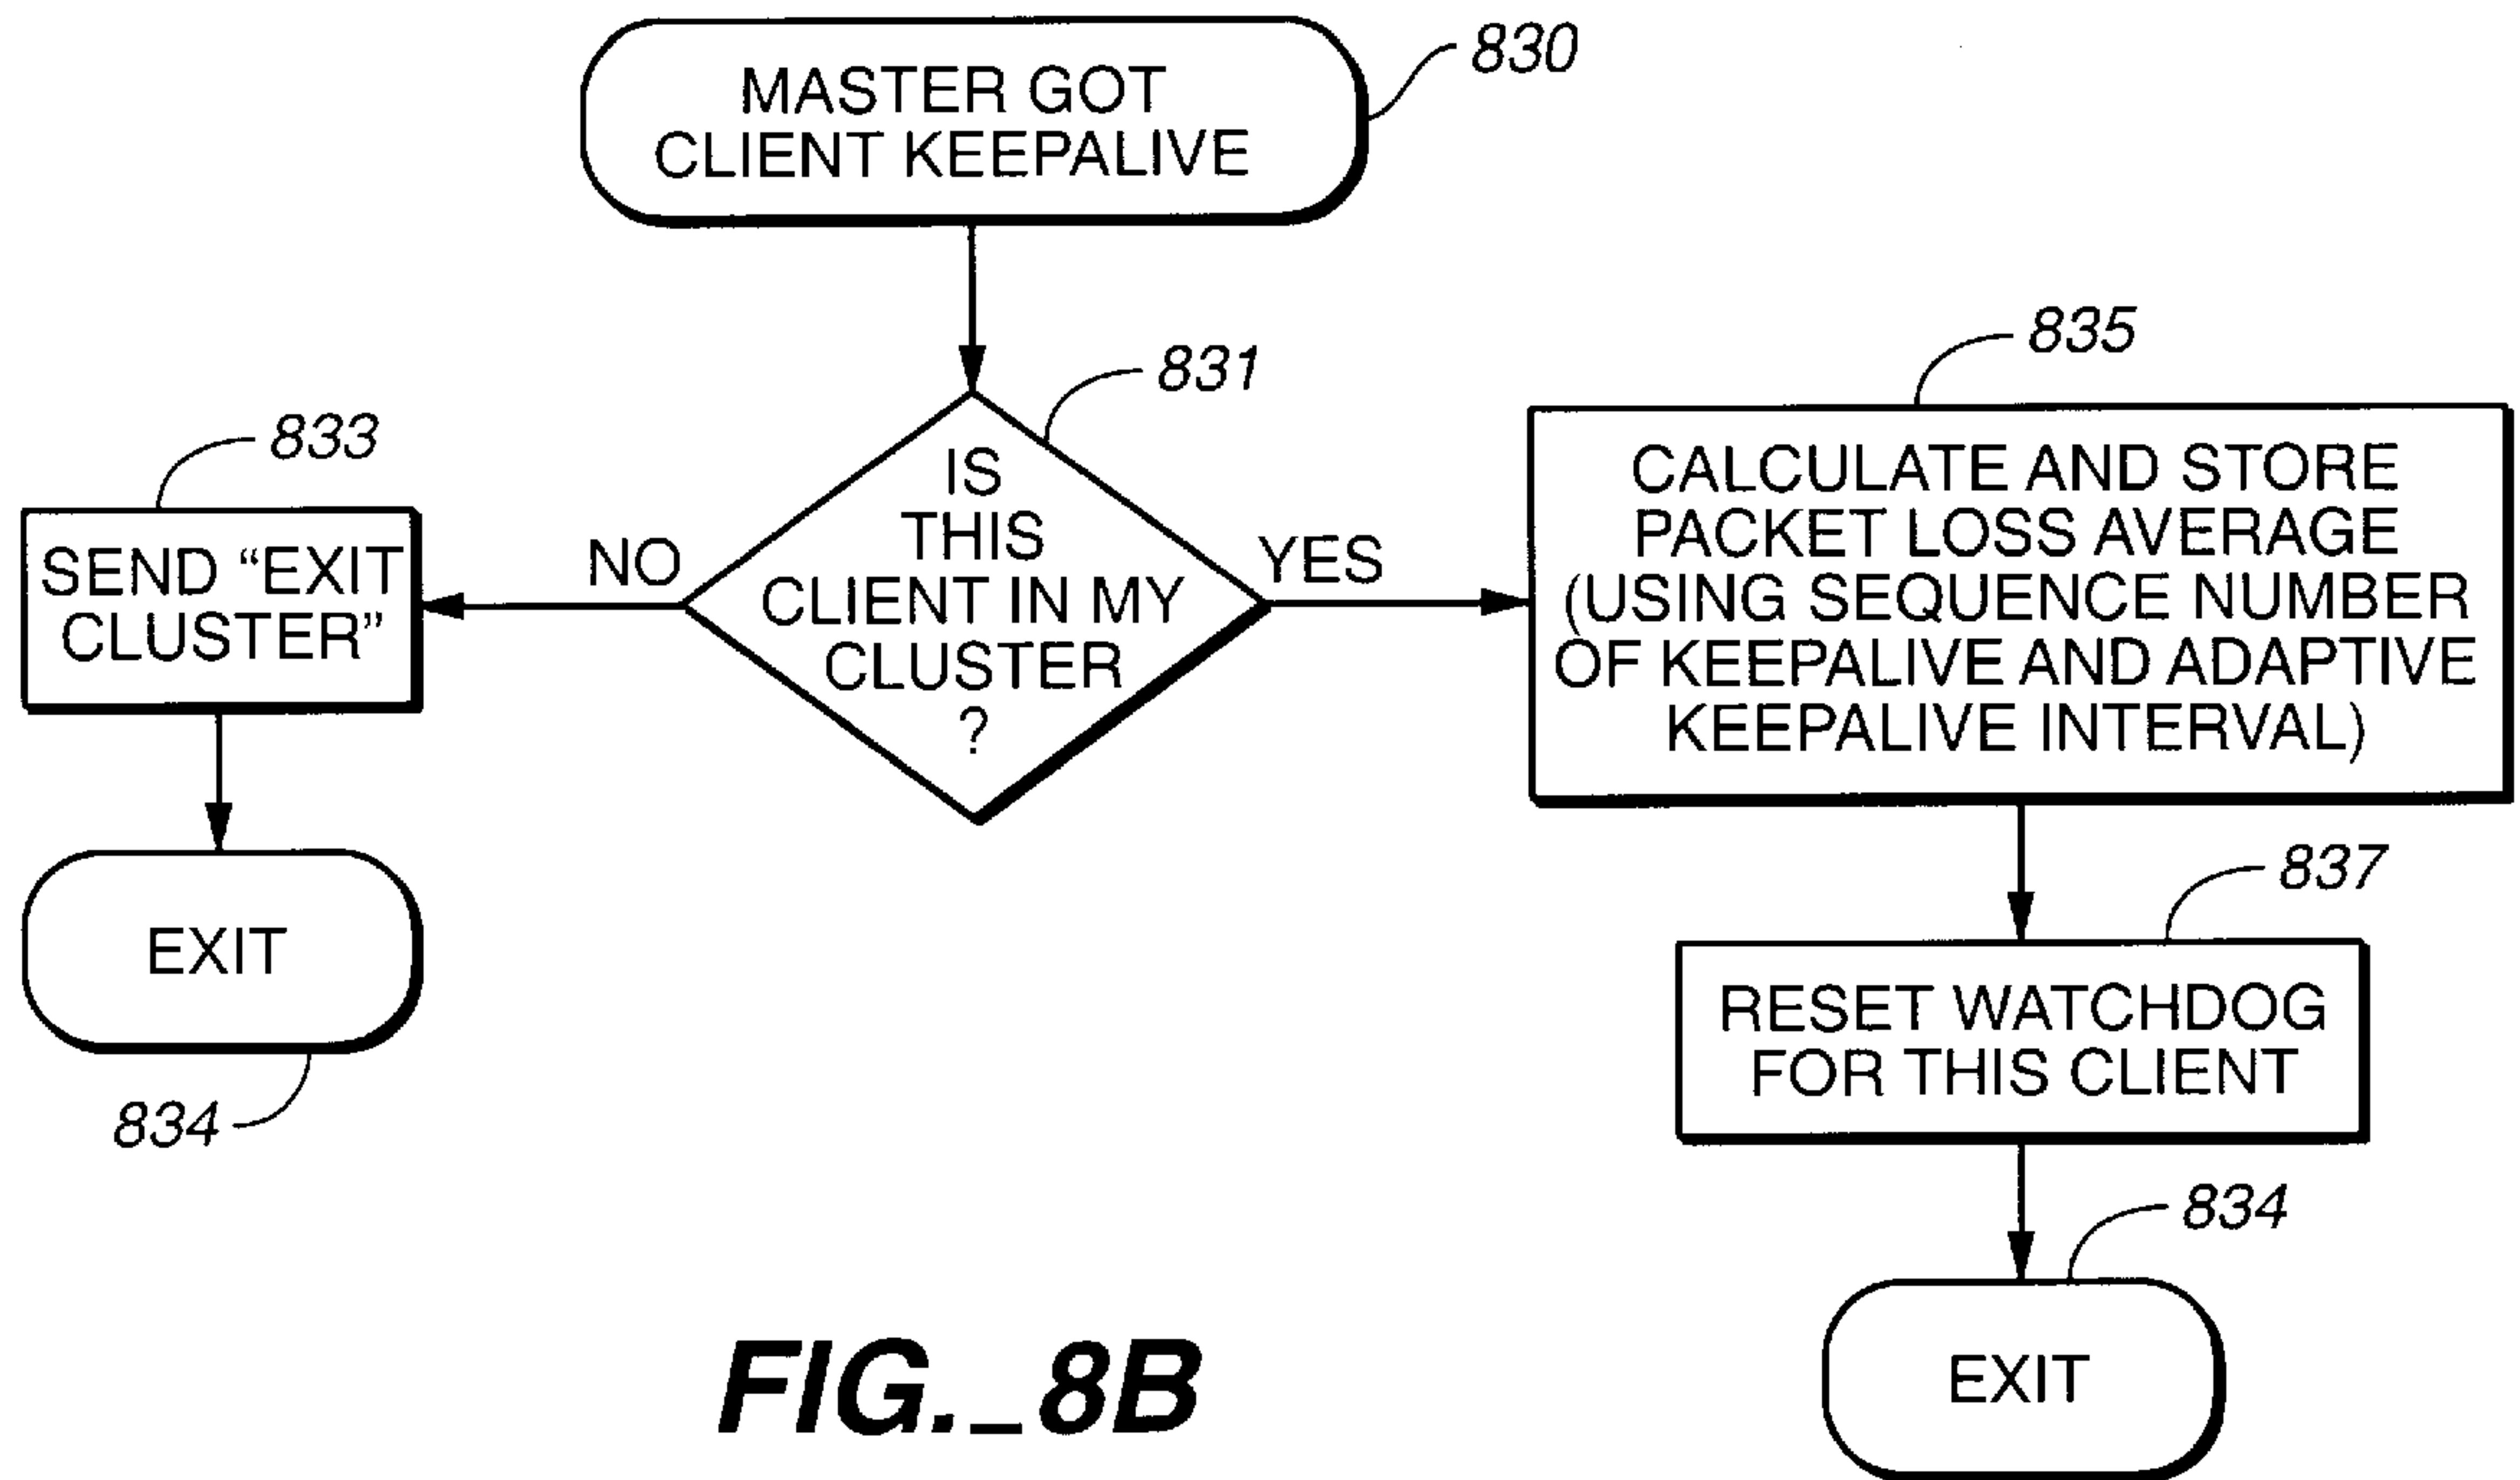 MASTER GOT
CLIENT KEEPALIVE
830
831
IS
THIS
CLIENT IN MY
CLUSTER
?
NO
YES
833
SEND “EXIT
CLUSTER”
EXIT
834
835
CALCULATE AND STORE
PACKET LOSS AVERAGE
(USING SEQUENCE NUMBER
OF KEEPALIVE AND ADAPTIVE
KEEPALIVE INTERVAL)
837
RESET WATCHDOG
FOR THIS CLIENT
834
EXIT
FIG._8B